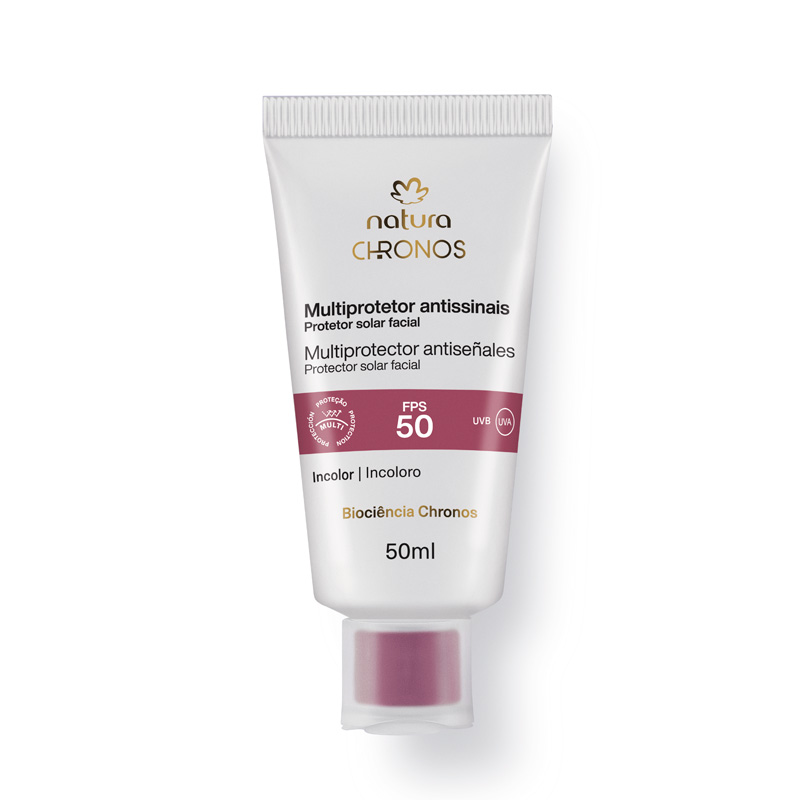 natura
CHRONOS
Multiprotetor antissinais
Protetor solar facial
Multiprotector antiseñales
Protector solar facial
PROTEÇÃO
PROTECTION
PROTECCIÓN
MULTI
FPS
50
UVB UVA
Incolor | Incoloro
Biociência Chronos
50ml